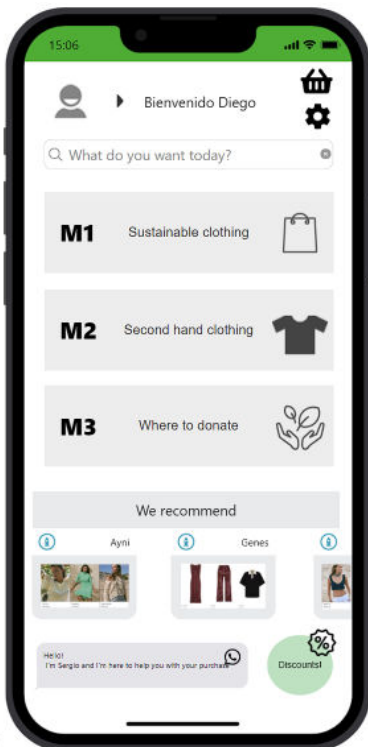 15:06
Bienvenido Diego
What do you want today?
M1 Sustainable clothing
M2 Second hand clothing
M3 Where to donate
We recommend
Ayni Genes
Hello!
I'm Sergio and I'm here to help you with your purchase
%
Discounts!